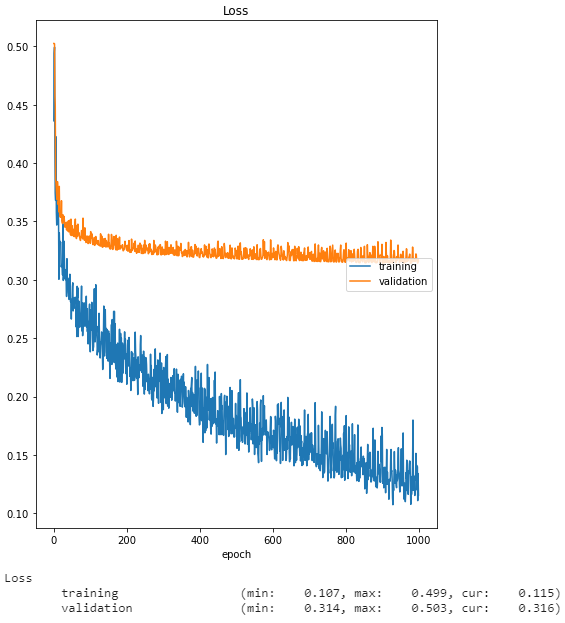 Loss
0.50
0.45
0.40
0.35
0.30
0.25
0.20
0.15
0.10
training
validation
0 200 400 600 800 1000
epoch
Loss
training (min: 0.107, max: 0.499, cur: 0.115)
validation (min: 0.314, max: 0.503, cur: 0.316)